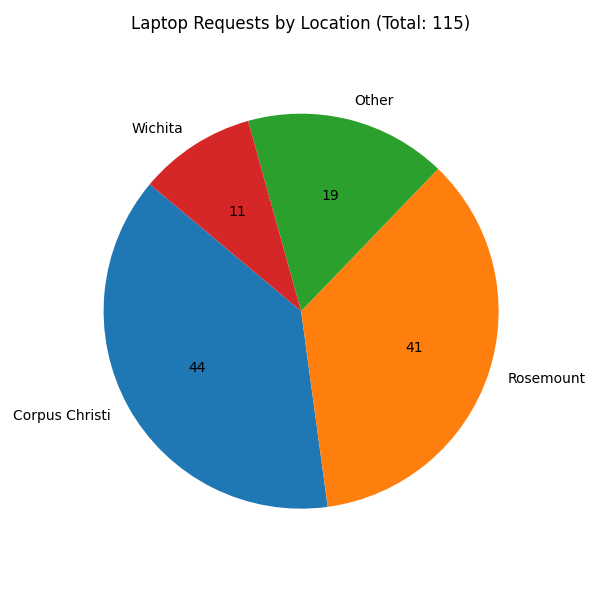 Laptop Requests by Location (Total: 115)
Other
Wichita
19
11
41
44
Rosemount
Corpus Christi